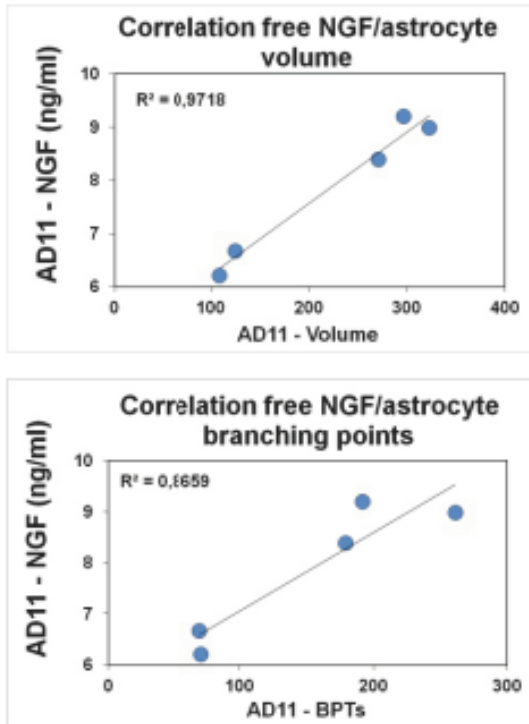 Correlation free NGF/astrocyte
volume
R² = 0,9718
AD11 - NGF (ng/ml)
10
9
8
7
6
0 100 200 300 400
AD11 - Volume
Correlation free NGF/astrocyte
branching points
R² = 0,8659
AD11 - NGF (ng/ml)
10
9
8
7
6
0 100 200 300
AD11 - BPTs